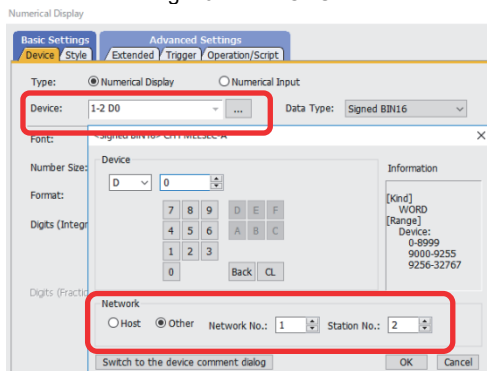 Numerical Display
Basic Settings
Advanced Settings
Device Style
Extended Trigger Operation/Script
Type: Numerical Display Numerical Input
Device: 1-2 D0 ... Data Type: Signed BIN16
Font:
Number Size:
Format:
Digits (Integr
Digits (Fractio
Device
D 0
7 8 9 D E F
4 5 6 A B C
1 2 3
0 Back CL
Information
[Kind]
WORD
[Range]
Device:
0-8999
9000-9255
9256-32767
Network
Host Other Network No.: 1 Station No.: 2
Switch to the device comment dialog OK Cancel